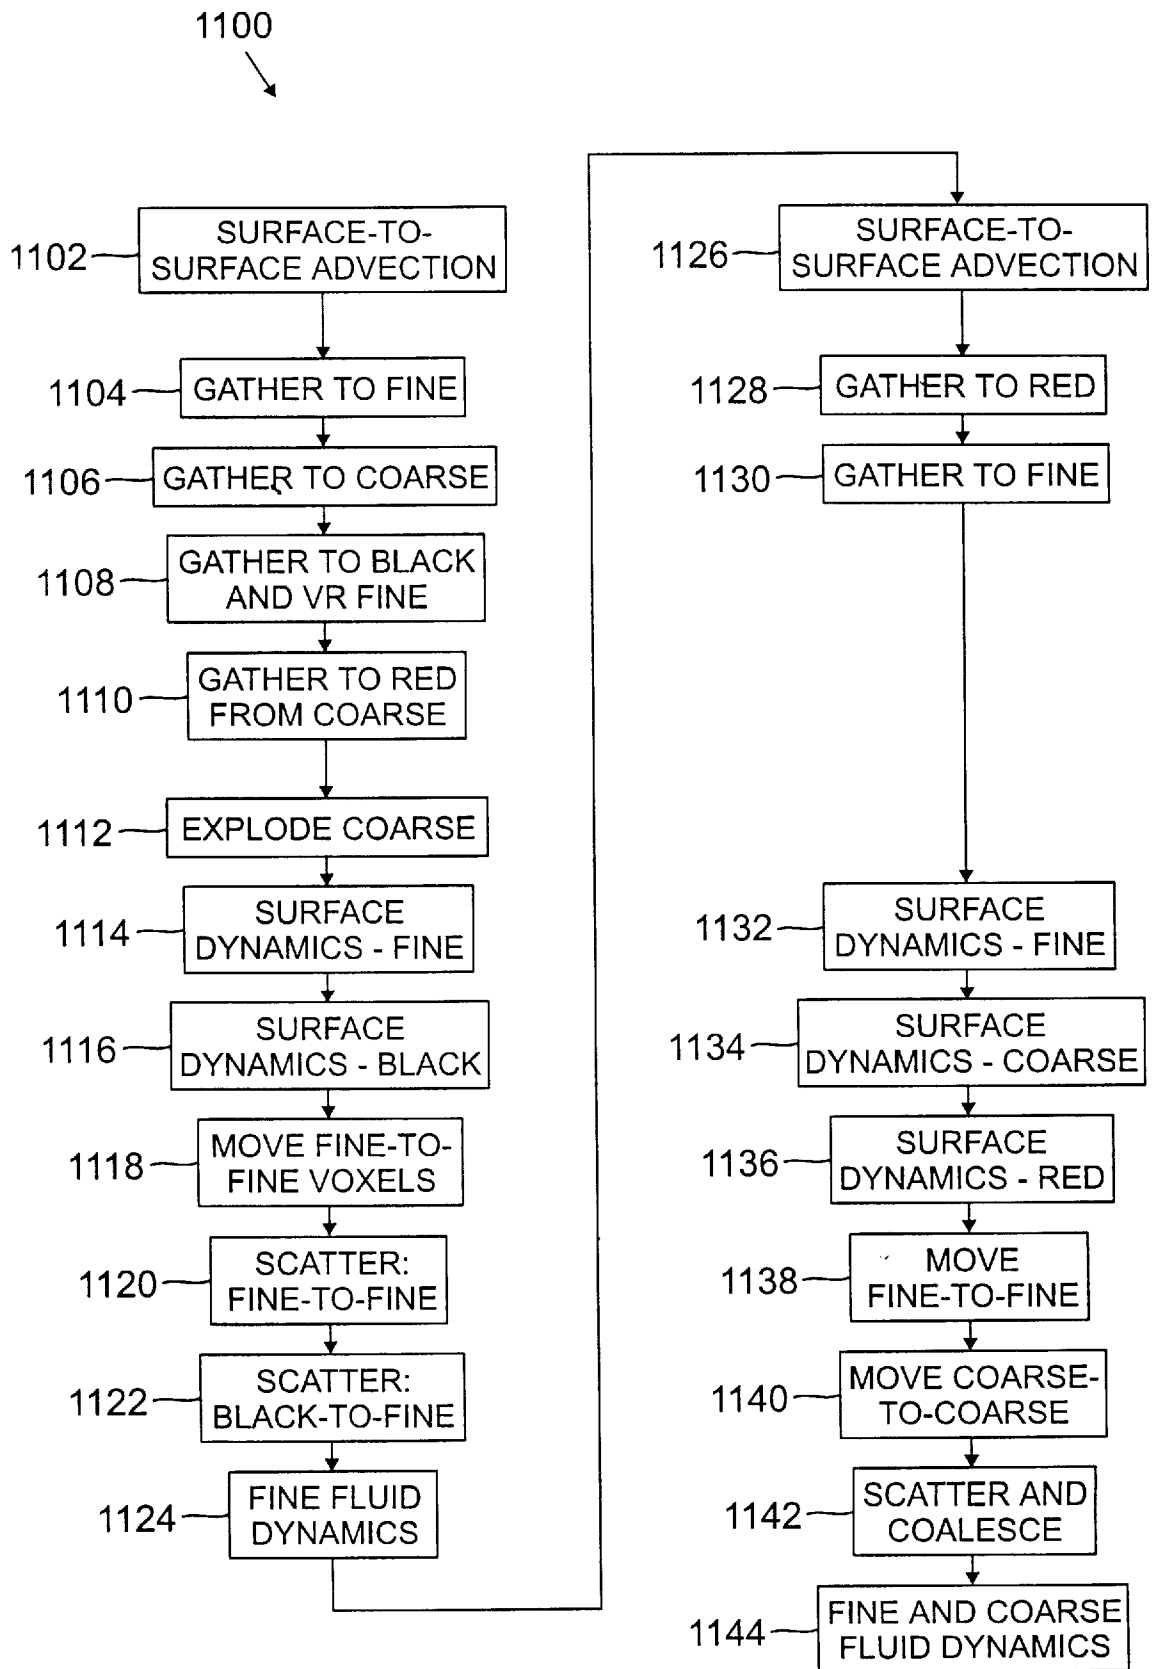 1100
1102
SURFACE-TO-
SURFACE ADVECTION
1104
GATHER TO FINE
1106
GATHER TO COARSE
1108
GATHER TO BLACK
AND VR FINE
1110
GATHER TO RED
FROM COARSE
1112
EXPLODE COARSE
1114
SURFACE
DYNAMICS - FINE
1116
SURFACE
DYNAMICS - BLACK
1118
MOVE FINE-TO-
FINE VOXELS
1120
SCATTER:
FINE-TO-FINE
1122
SCATTER:
BLACK-TO-FINE
1124
FINE FLUID
DYNAMICS
1126
SURFACE-TO-
SURFACE ADVECTION
1128
GATHER TO RED
1130
GATHER TO FINE
1132
SURFACE
DYNAMICS - FINE
1134
SURFACE
DYNAMICS - COARSE
1136
SURFACE
DYNAMICS - RED
1138
MOVE
FINE-TO-FINE
1140
MOVE COARSE-
TO-COARSE
1142
SCATTER AND
COALESCE
1144
FINE AND COARSE
FLUID DYNAMICS